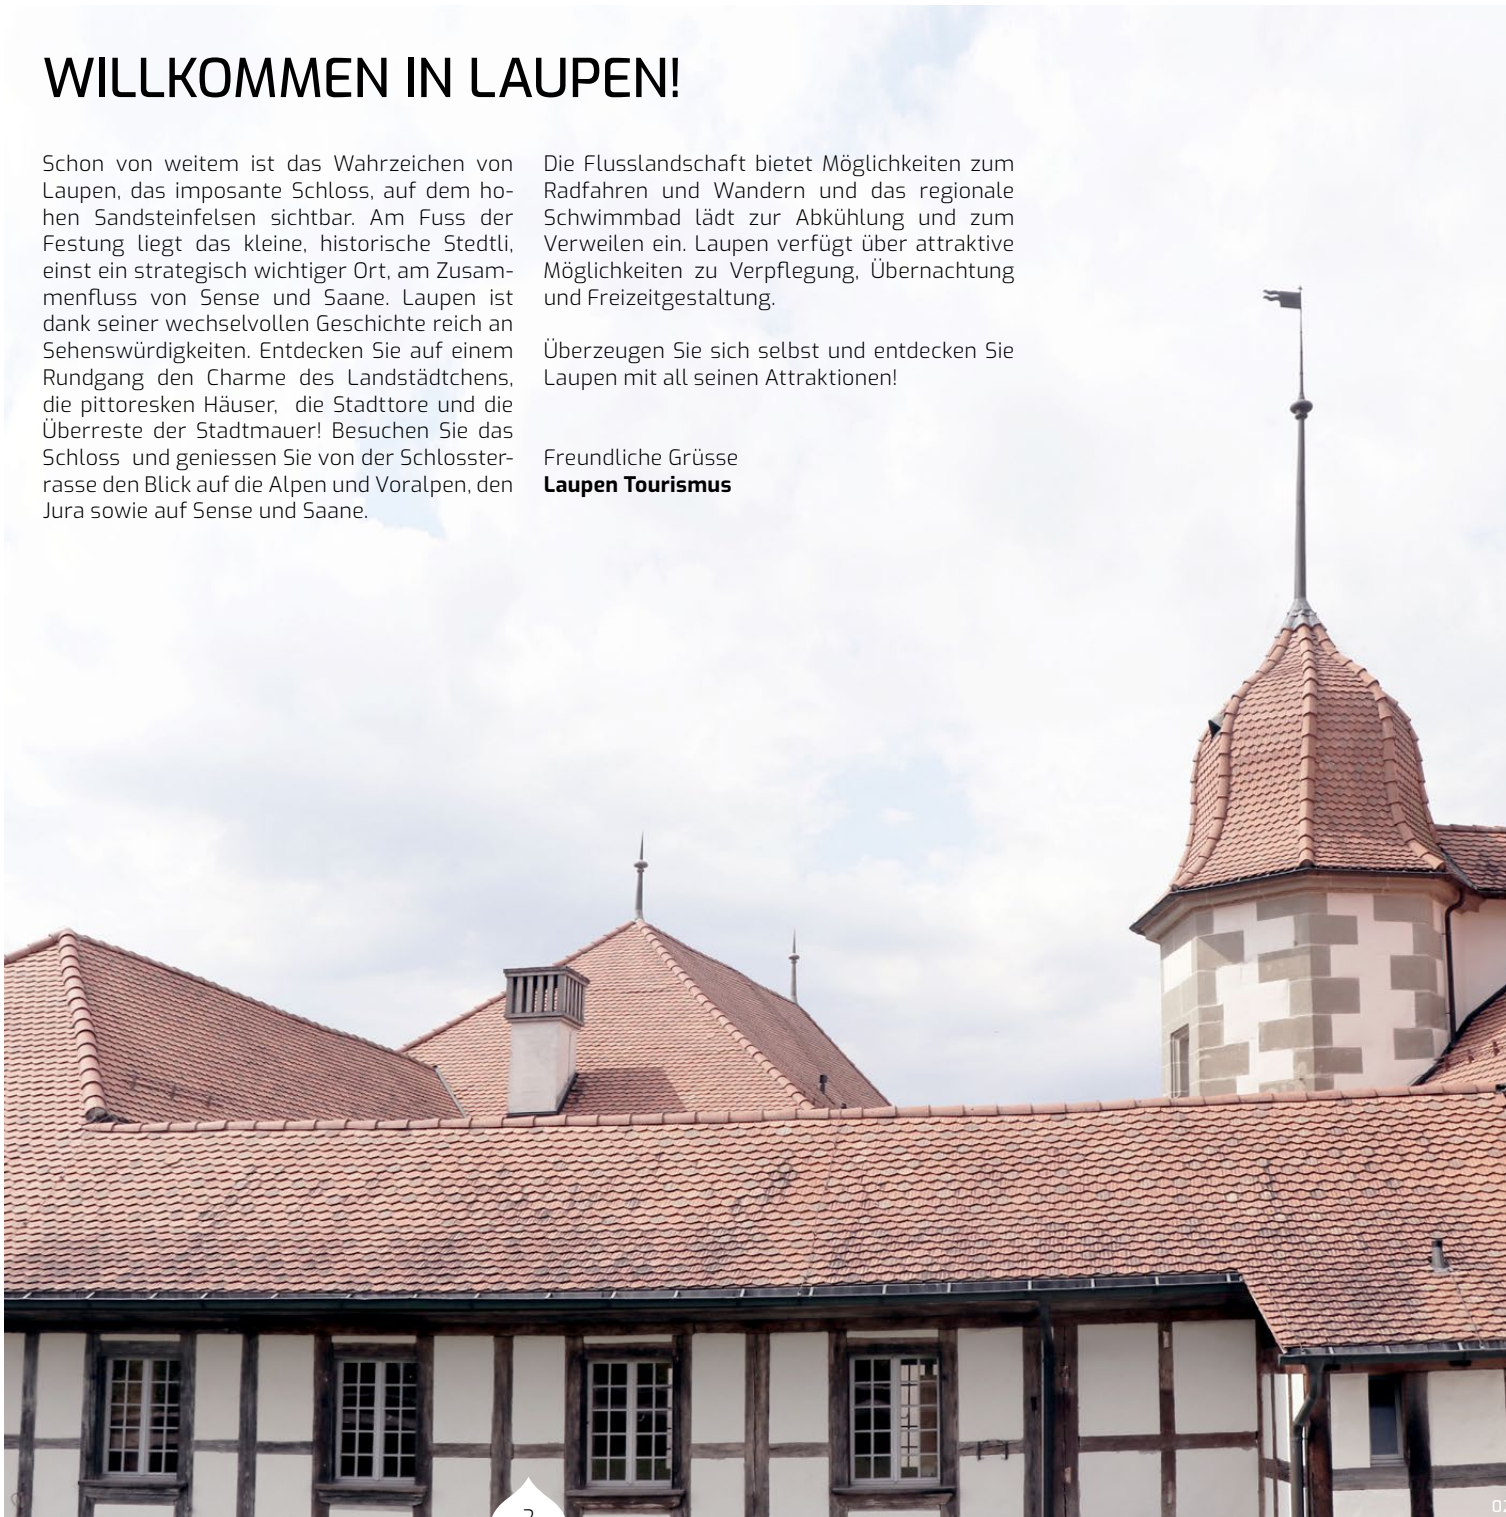 WILLKOMMEN IN LAUPEN!
Schon von weitem ist das Wahrzeichen von
Laupen, das imposante Schloss, auf dem ho-
hen Sandsteinfelsen sichtbar. Am Fuss der
Festung liegt das kleine, historische Stedtli,
einst ein strategisch wichtiger Ort, am Zusam-
menfluss von Sense und Saane. Laupen ist
dank seiner wechselvollen Geschichte reich an
Sehenswürdigkeiten. Entdecken Sie auf einem
Rundgang den Charme des Landstädtchens,
die pittoresken Häuser, die Stadttore und die
Überreste der Stadtmauer! Besuchen Sie das
Schloss und geniessen Sie von der Schlosster-
rasse den Blick auf die Alpen und Voralpen, den
Jura sowie auf Sense und Saane.
Die Flusslandschaft bietet Möglichkeiten zum
Radfahren und Wandern und das regionale
Schwimmbad lädt zur Abkühlung und zum
Verweilen ein. Laupen verfügt über attraktive
Möglichkeiten zu Verpflegung, Übernachtung
und Freizeitgestaltung.
Überzeugen Sie sich selbst und entdecken Sie
Laupen mit all seinen Attraktionen!
Freundliche Grüsse
Laupen Tourismus